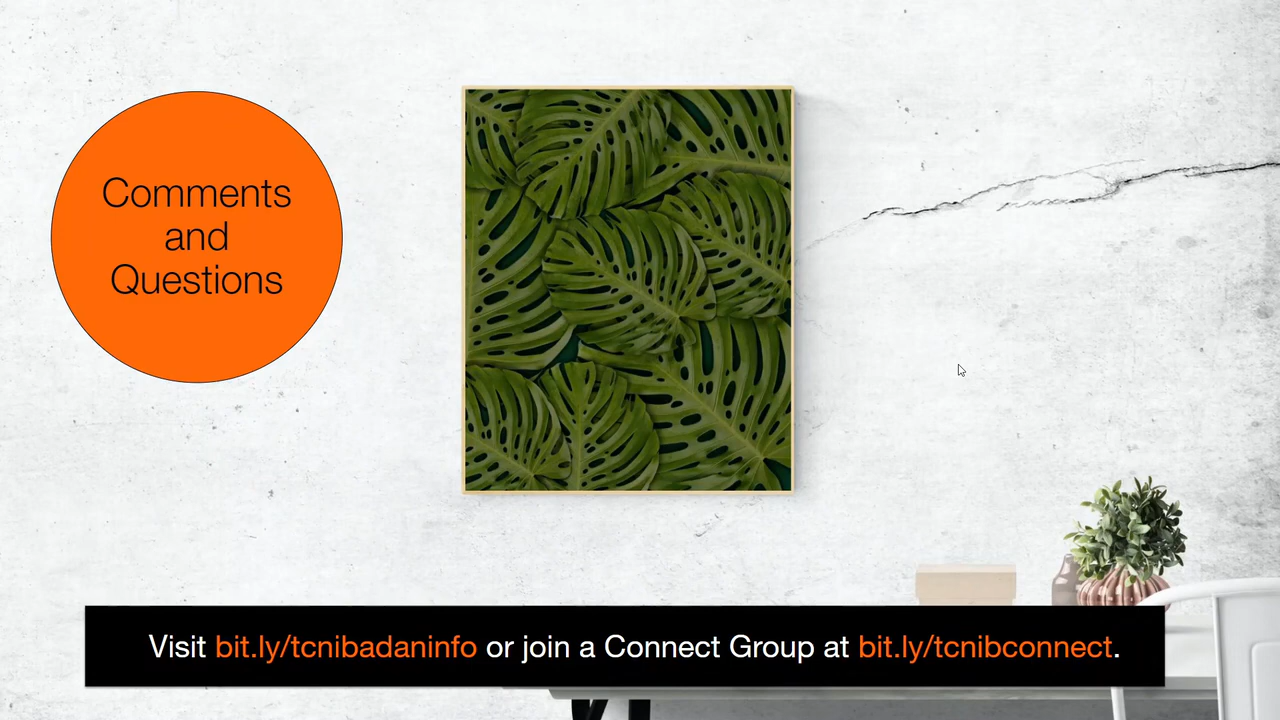 Comments
and
Questions
Visit bit.ly/tcnibadaninfo or join a Connect Group at bit.ly/tcnibconnect.